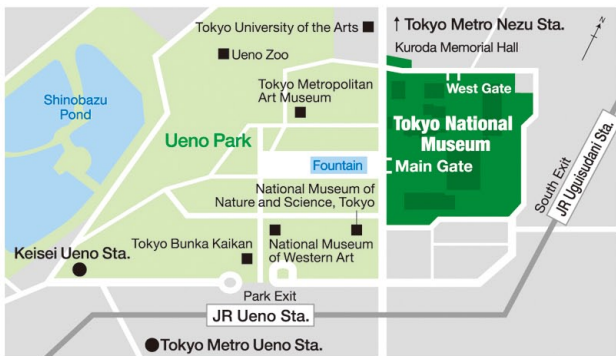 Tokyo University of the Arts
↑ Tokyo Metro Nezu Sta.
N
Kuroda Memorial Hall
Ueno Zoo
West Gate
Shinobazu
Pond
Tokyo Metropolitan
Art Museum
Ueno Park
Tokyo National
Museum
Fountain
Main Gate
National Museum of
Nature and Science, Tokyo
South Exit
JR Uguisudani Sta.
Keisei Ueno Sta.
Tokyo Bunka Kaikan
National Museum
of Western Art
Park Exit
JR Ueno Sta.
Tokyo Metro Ueno Sta.